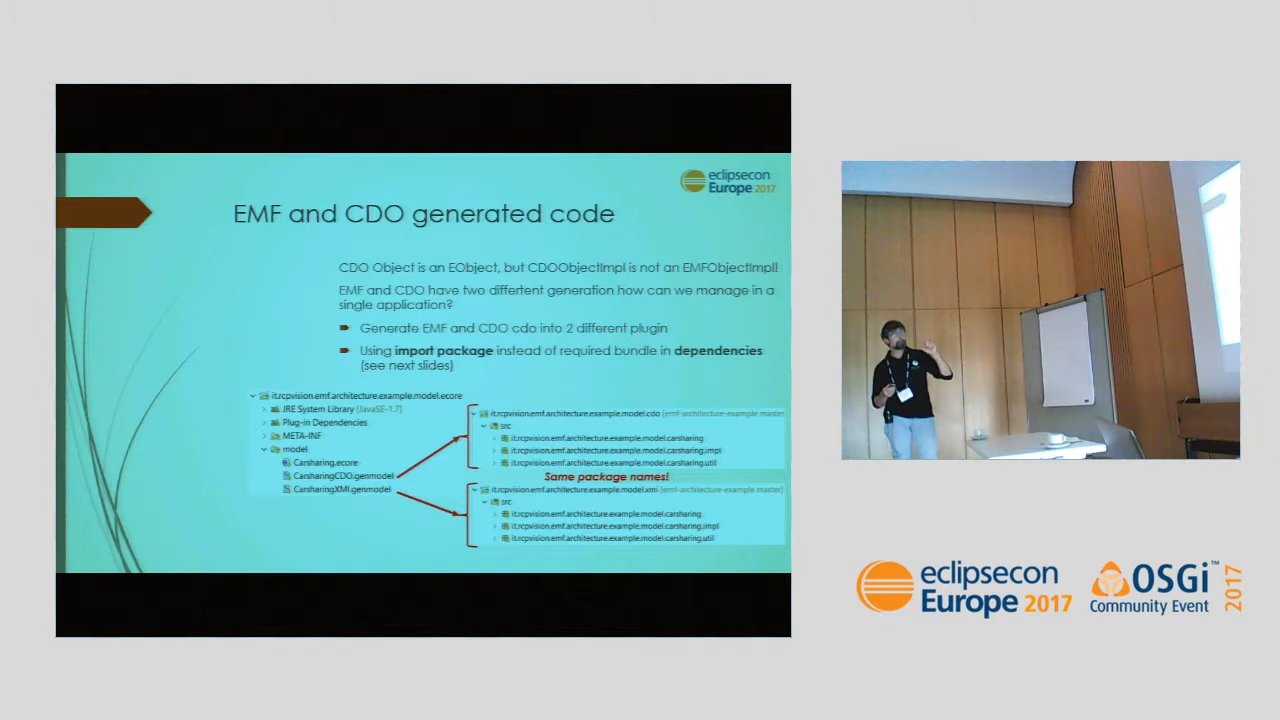 eclipsecon
Europe 2017
EMF and CDO generated code
CDO Object is an EObject, but CDOObjectImpl is not an EMFObjectImpl!
EMF and CDO have two differtent generation how can we manage in a
single application?
Generate EMF and CDO cdo into 2 different plugin
Using import package instead of required bundle in dependencies
(see next slides)
it.rcpvision.emf.architecture.example.model.ecore
JRE System Library [JavaSE-1.7]
Plug-in Dependencies
META-INF
model
Carsharing.ecore
CarsharingCDO.genmodel
CarsharingXMI.genmodel
it.rcpvision.emf.architecture.example.model.cdo [emf-architecture-example master
src
it.rcpvision.emf.architecture.example.model.carsharing
it.rcpvision.emf.architecture.example.model.carsharing.impl
it.rcpvision.emf.architecture.example.model.carsharing.util
Same package names!
it.rcpvision.emf.architecture.example.model.xmi [emf-architecture-example master]
src
it.rcpvision.emf.architecture.example.model.carsharing
it.rcpvision.emf.architecture.example.model.carsharing.impl
it.rcpvision.emf.architecture.example.model.carsharing.util
eclipsecon
Europe 2017
OSGi™
Community Event
2017